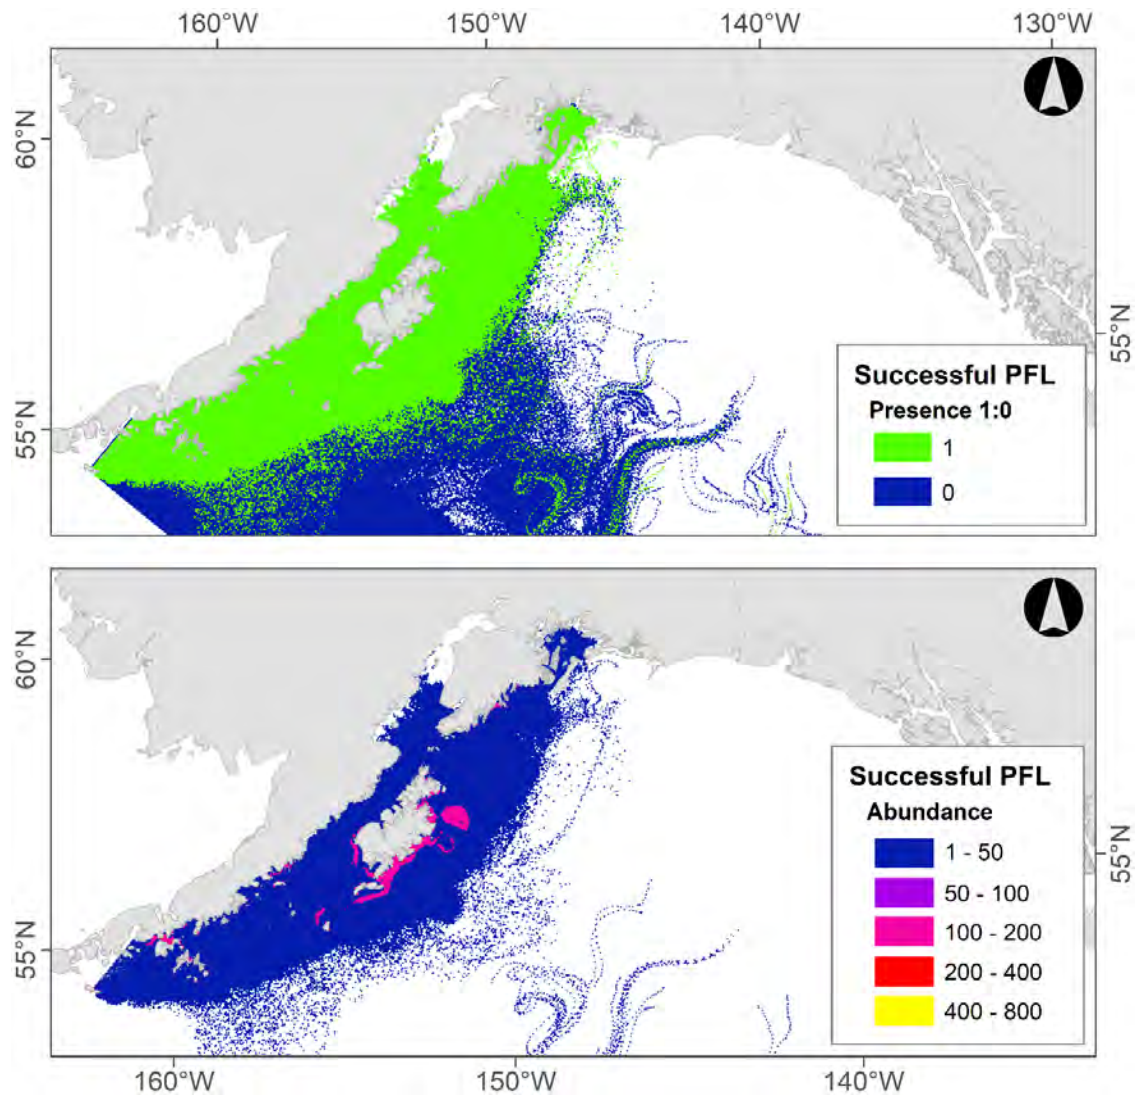 160°W 150°W 140°W 130°W
60°N
55°N
55°N
Successful PFL
Presence 1:0
1
0
60°N
55°N
55°N
Successful PFL
Abundance
1 - 50
50 - 100
100 - 200
200 - 400
400 - 800
160°W 150°W 140°W